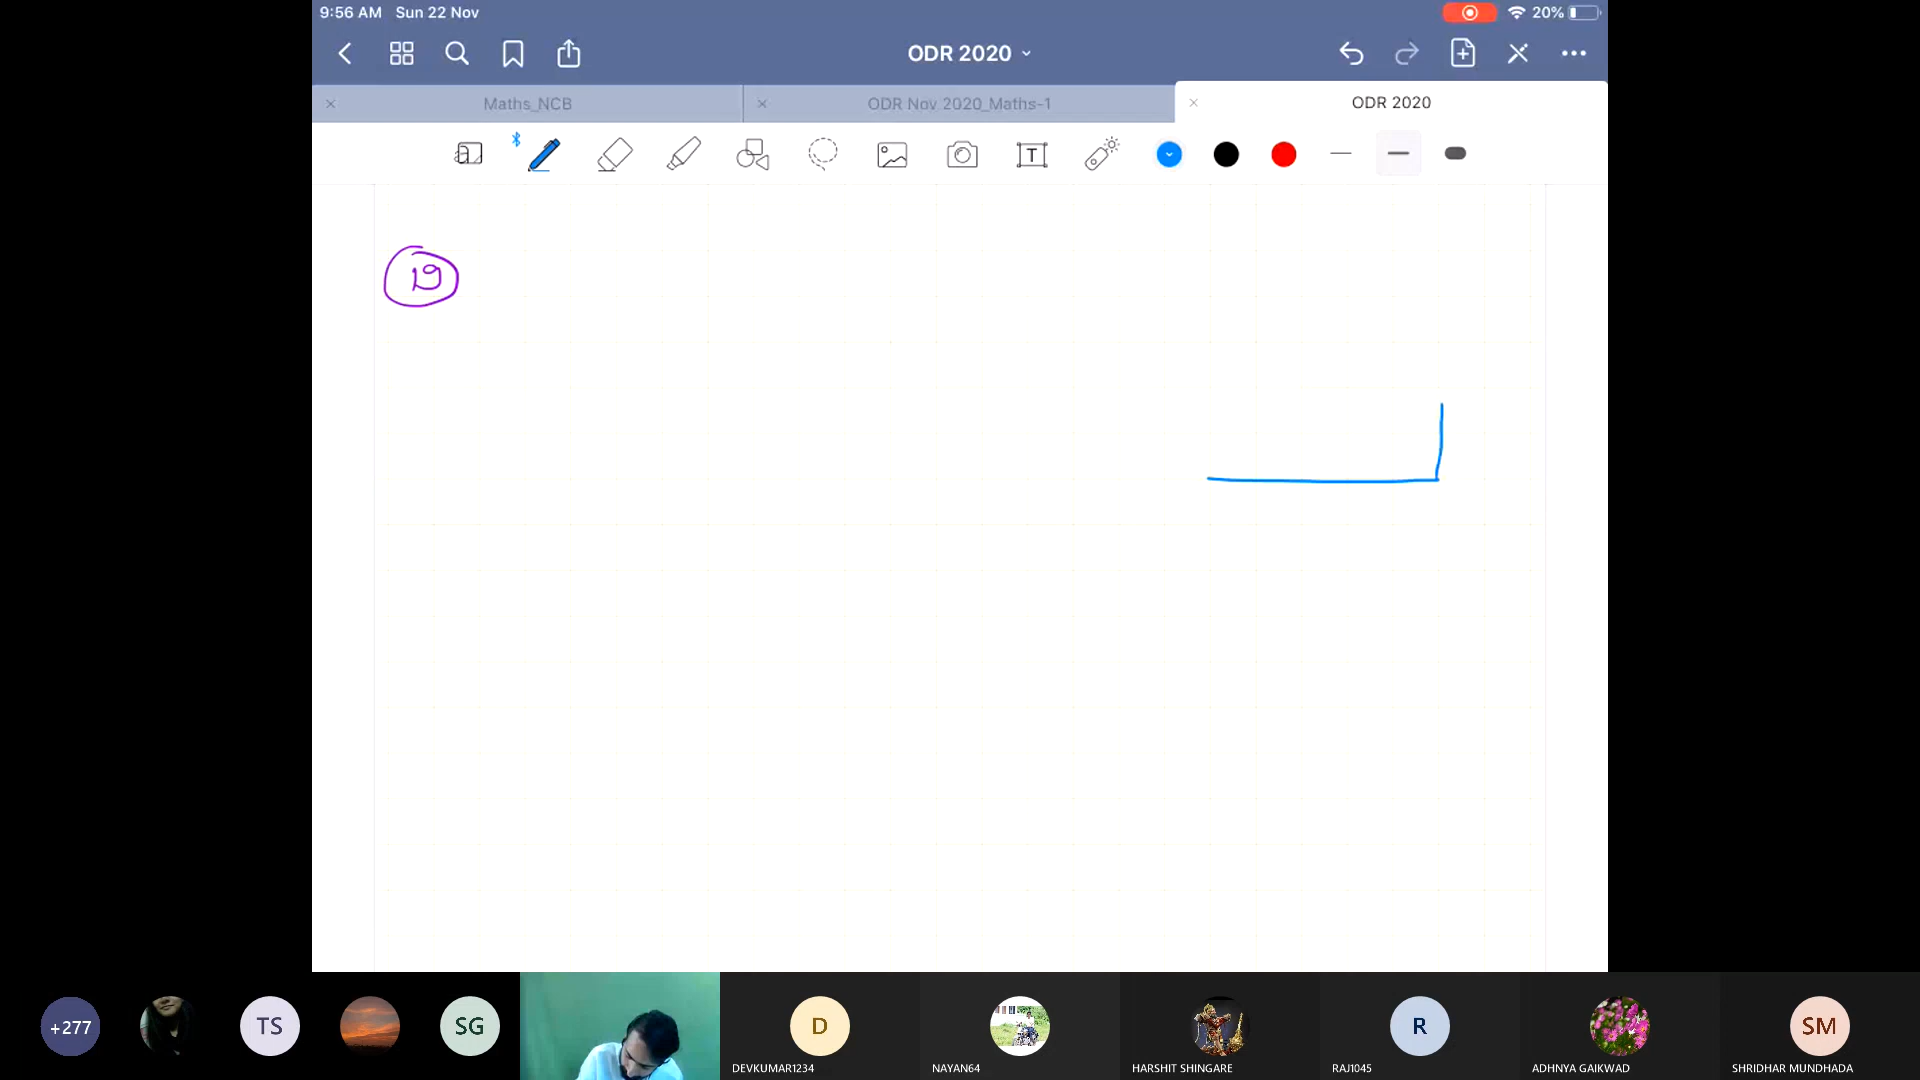 9:56 AM Sun 22 Nov
20%
ODR 2020
Maths_NCB
ODR Nov 2020_Maths-1
ODR 2020
19
+277
TS
SG
D
R
SM
DEVKUMAR1234
NAYAN64
HARSHIT SHINGARE
RAJ1045
ADHNYA GAIKWAD
SHRIDHAR MUNDHADA